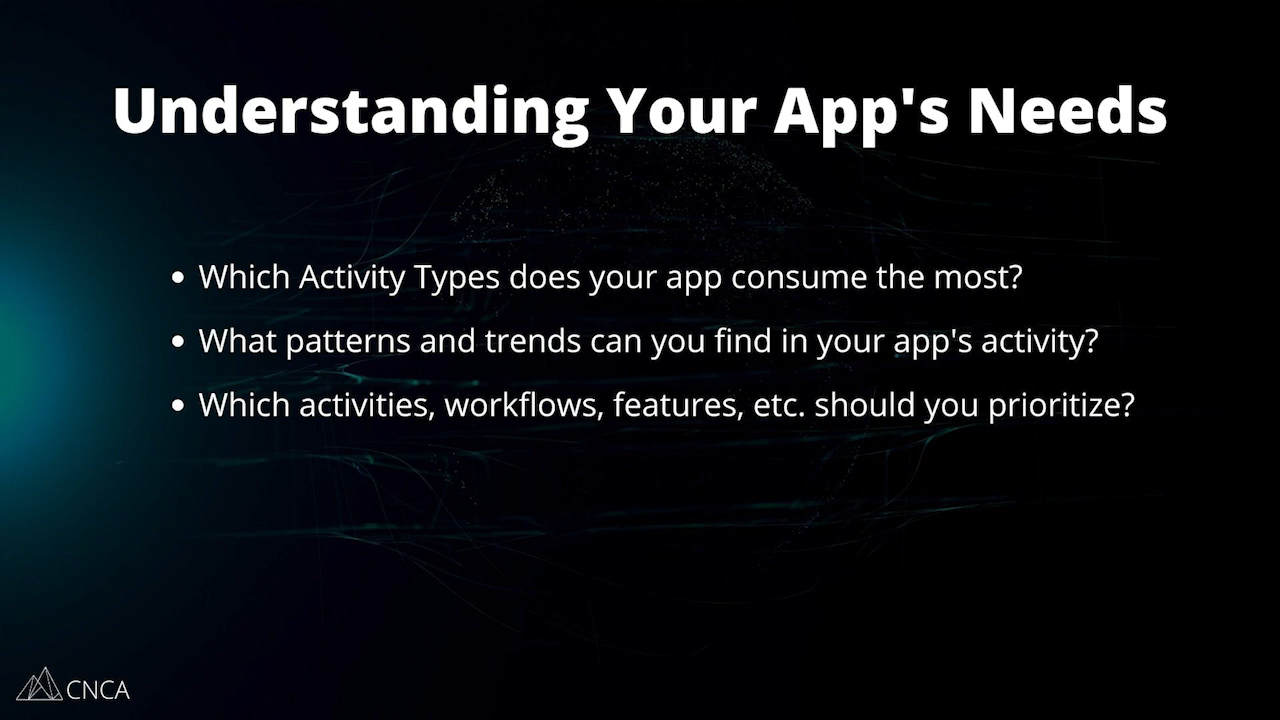 Understanding Your App's Needs
• Which Activity Types does your app consume the most?
• What patterns and trends can you find in your app's activity?
• Which activities, workflows, features, etc. should you prioritize?
CNCA